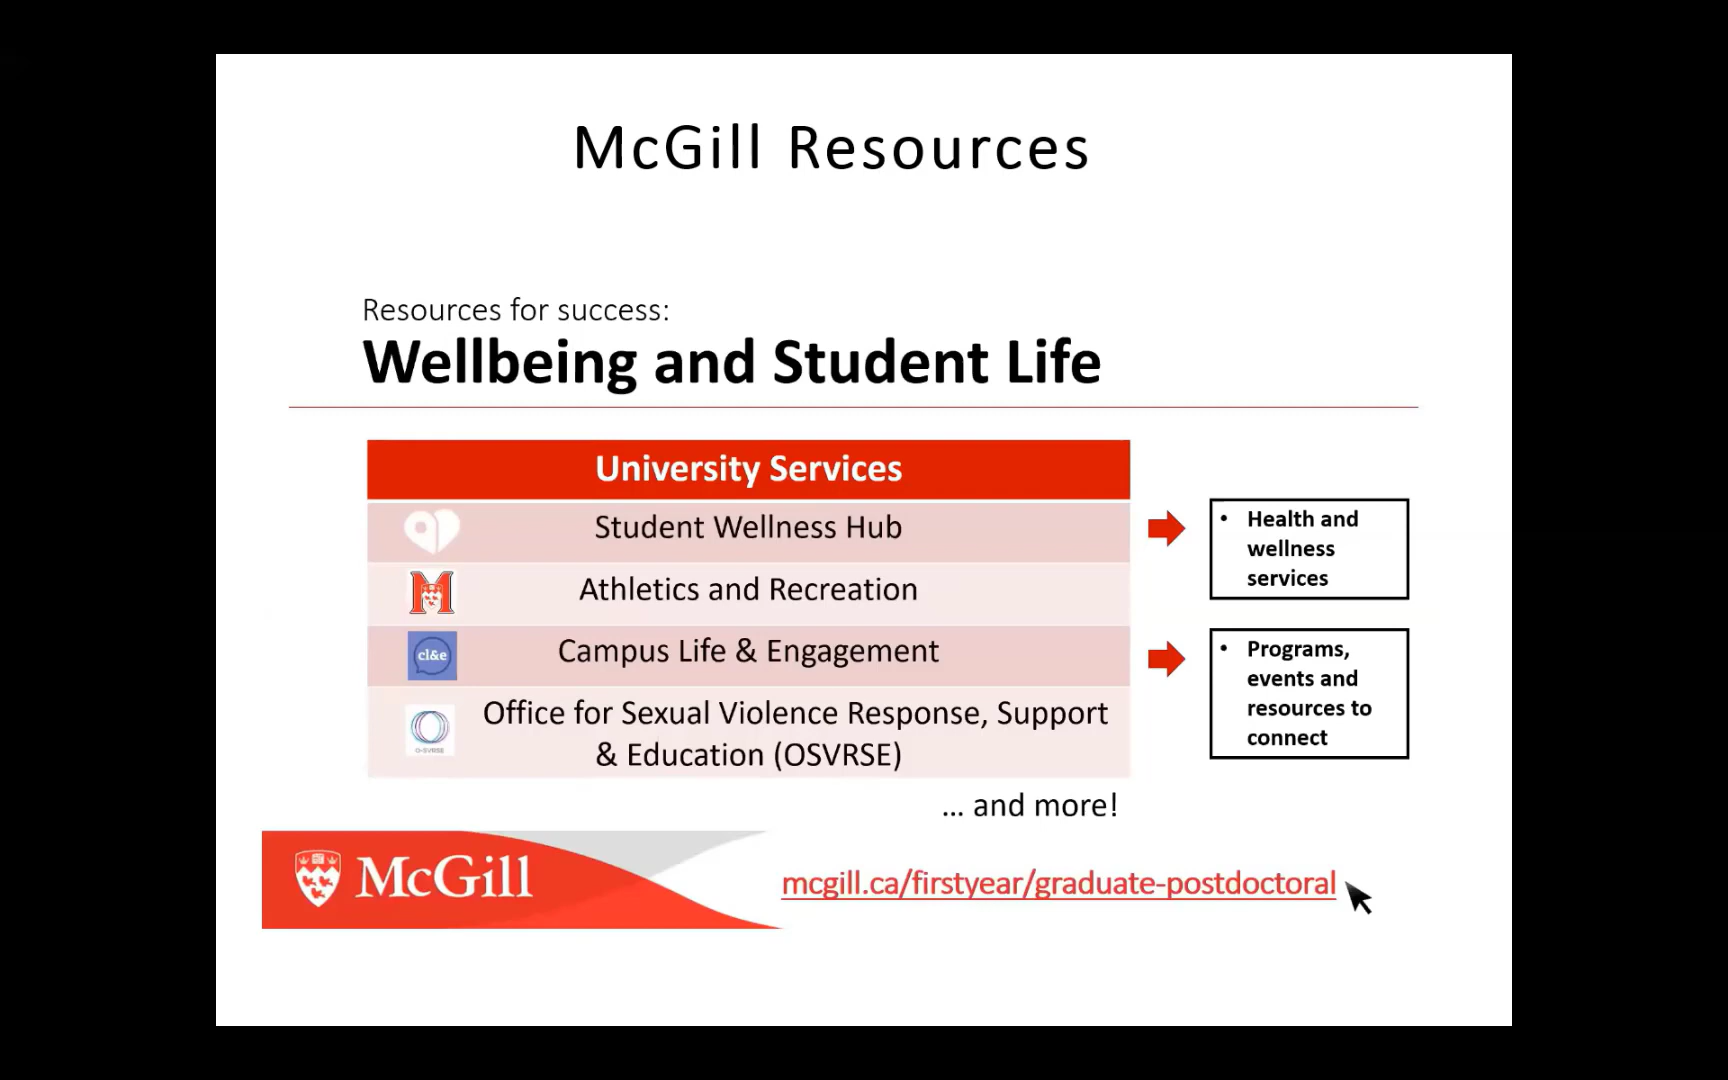 McGill Resources
Resources for success:
Wellbeing and Student Life
University Services
Student Wellness Hub
Athletics and Recreation
cl&e
Campus Life & Engagement
Office for Sexual Violence Response, Support
& Education (OSVRSE)
O-SVRSE
• Health and
wellness
services
• Programs,
events and
resources to
connect
... and more!
McGill
mcgill.ca/firstyear/graduate-postdoctoral